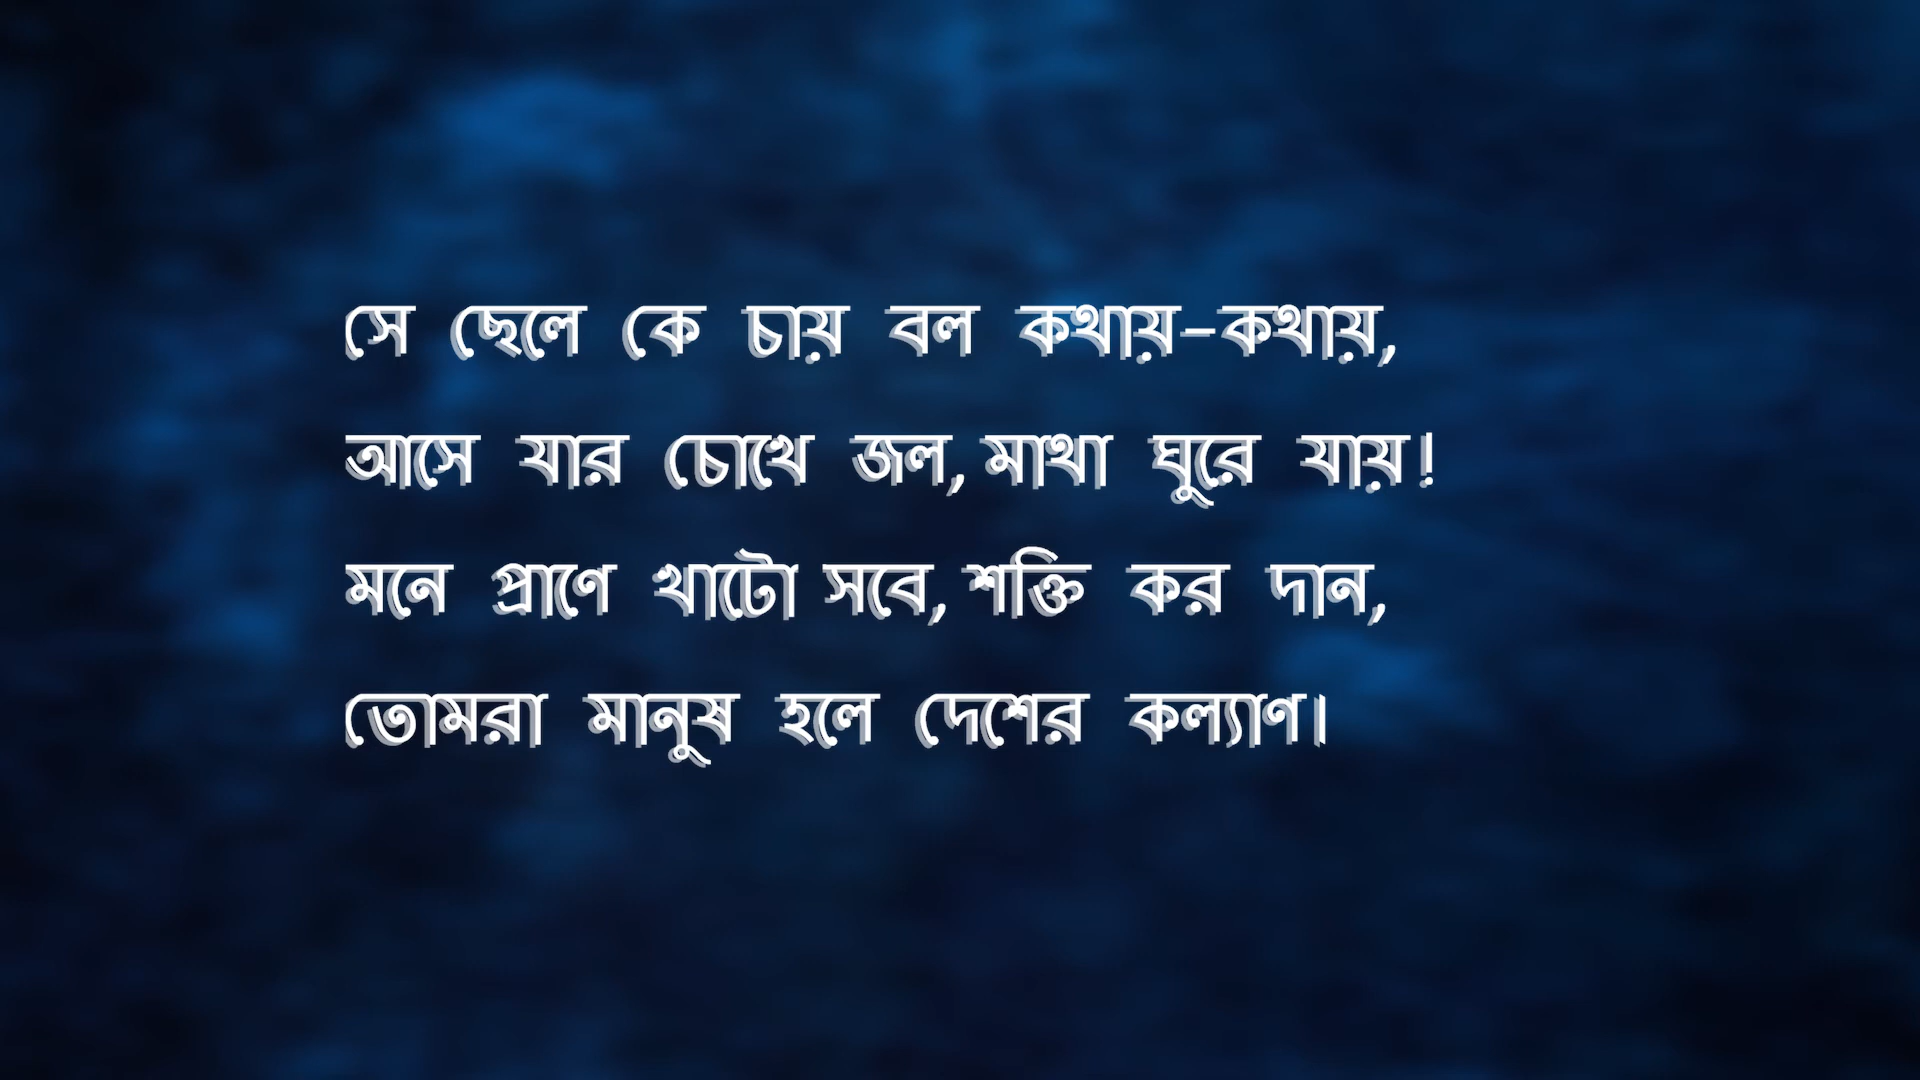 সে ছেলে কে চায় বল কথায়-কথায়,
আসে যার চোখে জল, মাথা ঘুরে যায়!
মনে প্রাণে খাটো সবে, শক্তি কর দান,
তোমরা মানুষ হলে দেশের কল্যাণ।